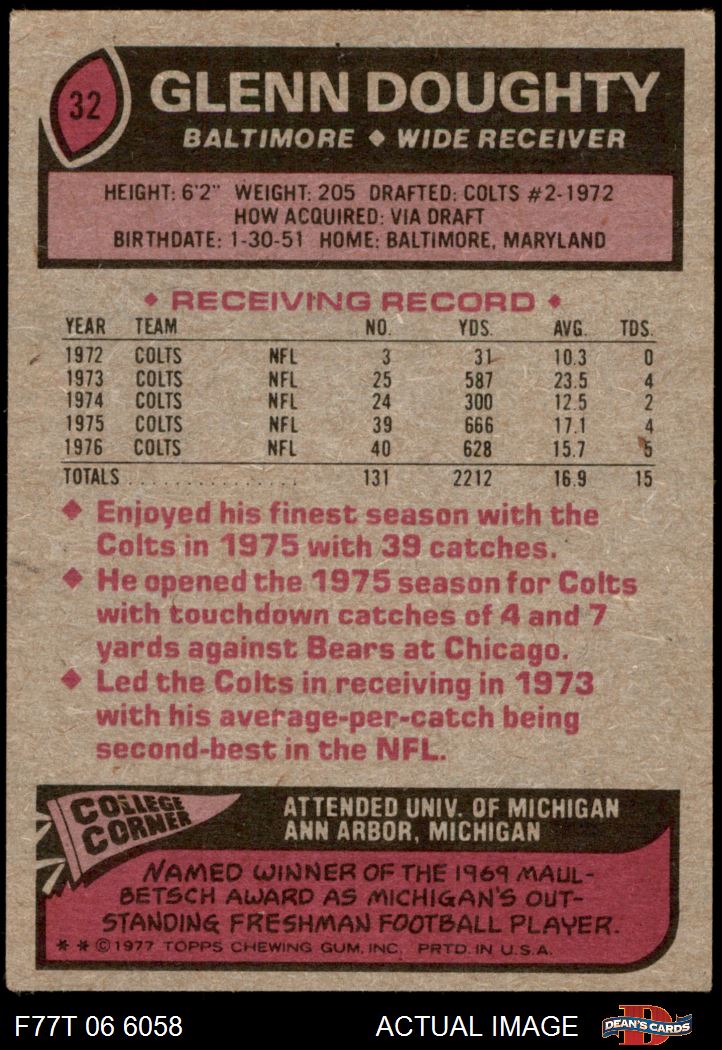 32
GLENN DOUGHTY
BALTIMORE ◆ WIDE RECEIVER
HEIGHT: 6'2" WEIGHT: 205 DRAFTED: COLTS #2-1972
HOW ACQUIRED: VIA DRAFT
BIRTHDATE: 1-30-51 HOME: BALTIMORE, MARYLAND
◆ RECEIVING RECORD ◆
YEAR TEAM NO. YDS. AVG. TDS.
1972 COLTS NFL 3 31 10.3 0
1973 COLTS NFL 25 587 23.5 4
1974 COLTS NFL 24 300 12.5 2
1975 COLTS NFL 39 666 17.1 4
1976 COLTS NFL 40 628 15.7 5
TOTALS . . . . . . . . . . . . . . . 131 2212 16.9 15
◆ Enjoyed his finest season with the
Colts in 1975 with 39 catches.
◆ He opened the 1975 season for Colts
with touchdown catches of 4 and 7
yards against Bears at Chicago.
◆ Led the Colts in receiving in 1973
with his average-per-catch being
second-best in the NFL.
COLLEGE
CORNER
ATTENDED UNIV. OF MICHIGAN
ANN ARBOR, MICHIGAN
NAMED WINNER OF THE 1969 MAUL-
BETSCH AWARD AS MICHIGAN'S OUT-
STANDING FRESHMAN FOOTBALL PLAYER.
* * © 1977 TOPPS CHEWING GUM, INC. PRTD. IN U.S.A.
F77T 06 6058 ACTUAL IMAGE
D
DEAN'S CARDS